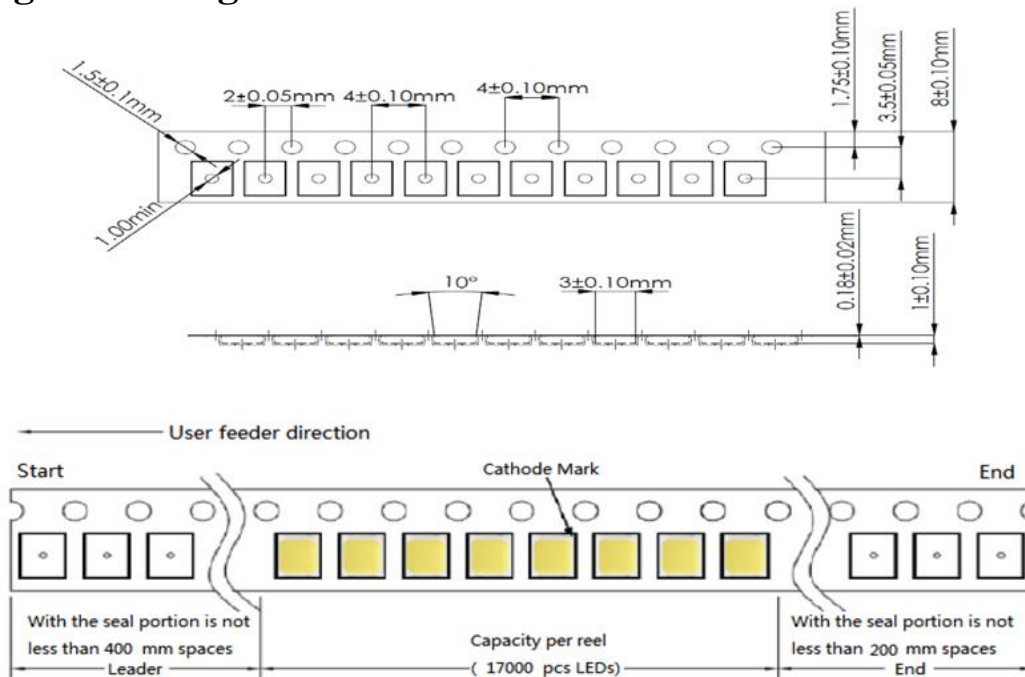 1.5±0.1mm
2±0.05mm
4±0.10mm
4±0.10mm
1.75±0.10mm
3.5±0.05mm
8±0.10mm
1.00min
10°
3±0.10mm
0.18±0.02mm
1±0.10mm
User feeder direction
Start
Cathode Mark
End
With the seal portion is not
less than 400 mm spaces
Leader
Capacity per reel
( 17000 pcs LEDs)
With the seal portion is not
less than 200 mm spaces
End